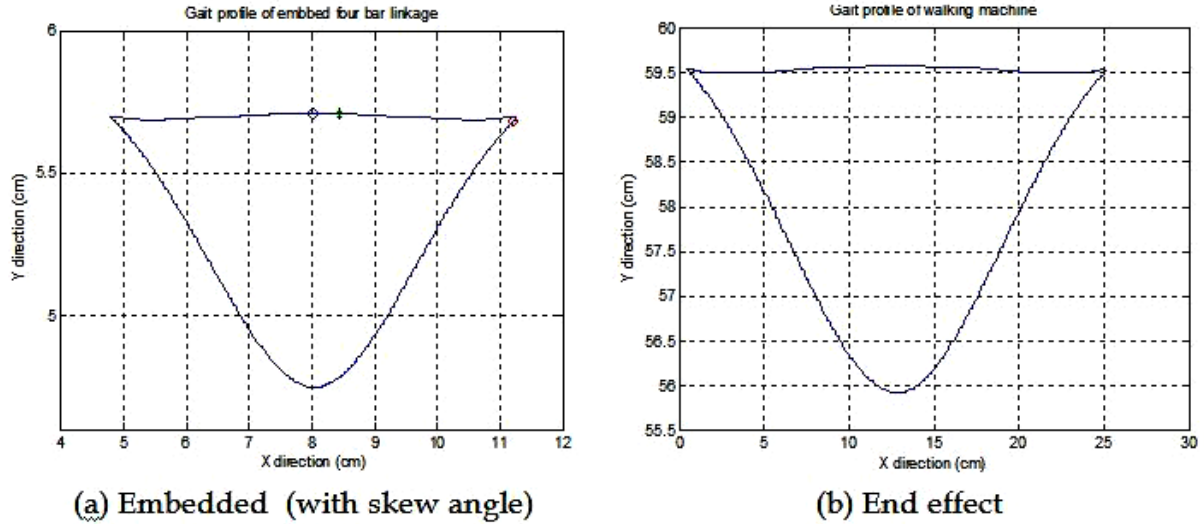 Gait profile of embbed four bar linkage
6
5.5
5
Y direction (cm)
4 5 6 7 8 9 10 11 12
X direction (cm)
(a) Embedded (with skew angle)
Gait profile of walking machine
60
59.5
59
58.5
58
57.5
57
56.5
56
55.5
Y direction (cm)
0 5 10 15 20 25 30
X direction (cm)
(b) End effect